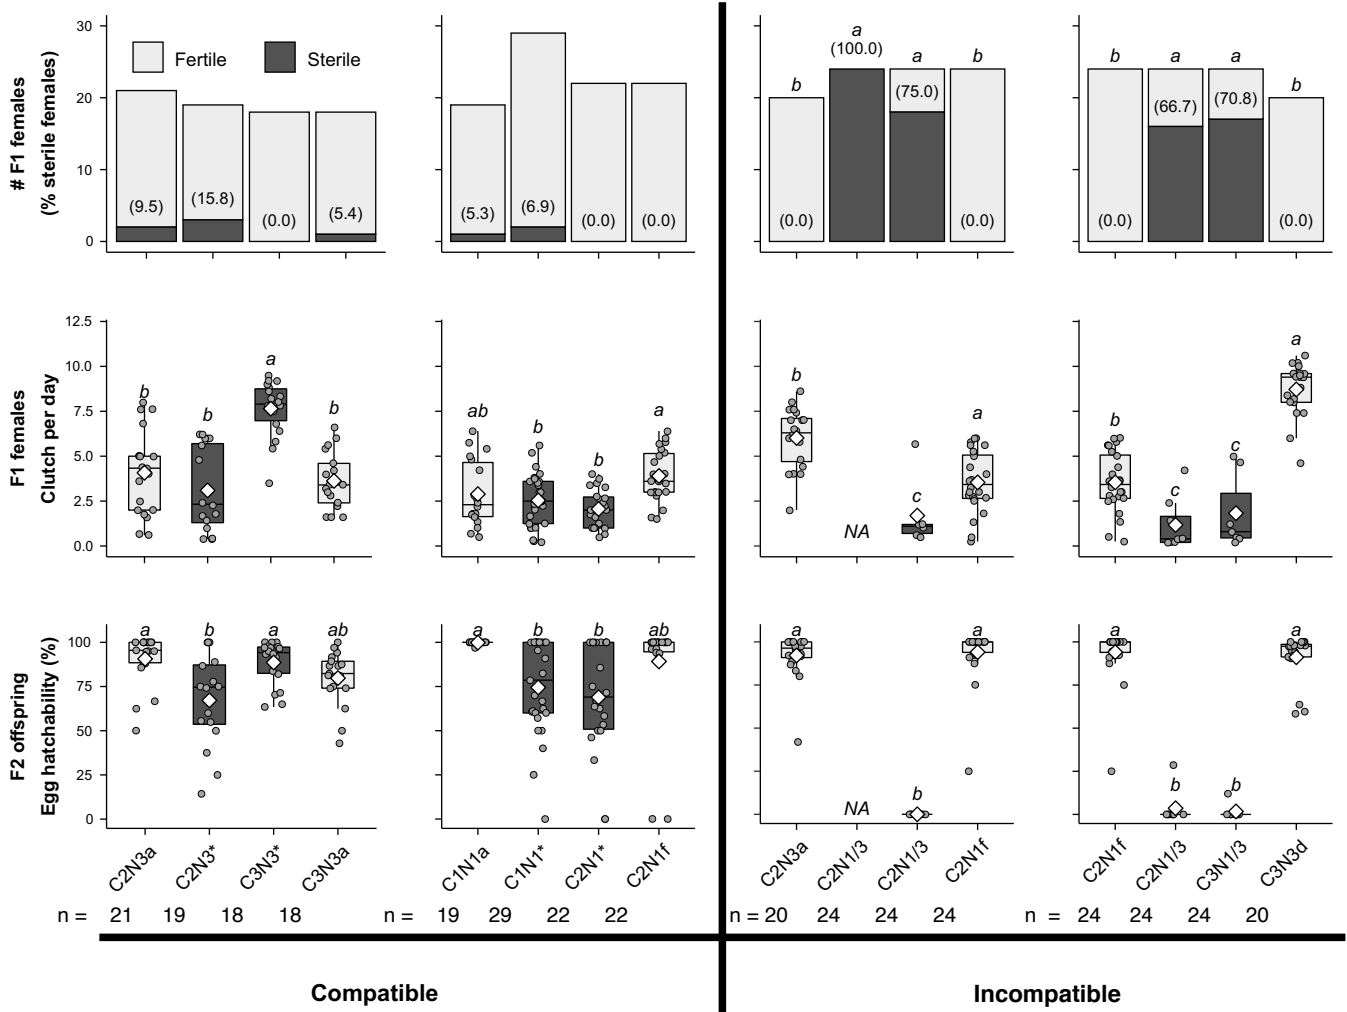 # F1 females
(% sterile females)
30
20
10
0
Fertile
Sterile
(9.5)
(15.8)
(0.0)
(5.4)
(5.3)
(6.9)
(0.0)
(0.0)
b
a
a
b
(0.0)
(100.0)
(75.0)
(0.0)
b
a
a
b
(0.0)
(66.7)
(70.8)
(0.0)
F1 females
Clutch per day
12.5
10.0
7.5
5.0
2.5
0.0
b
b
a
b
ab
b
b
a
b
NA
c
a
b
c
c
a
F2 offspring
Egg hatchability (%)
100
75
50
25
0
a
b
a
ab
a
b
b
ab
a
NA
b
a
a
b
b
a
C2N3a
C2N3*
C3N3*
C3N3a
C1N1a
C1N1*
C2N1*
C2N1f
C2N3a
C2N1/3
C2N1/3
C2N1f
C2N1f
C2N1/3
C3N1/3
C3N3d
n = 21 19 18 18
n = 19 29 22 22
n = 20 24 24 24
n = 24 24 24 20
Compatible
Incompatible